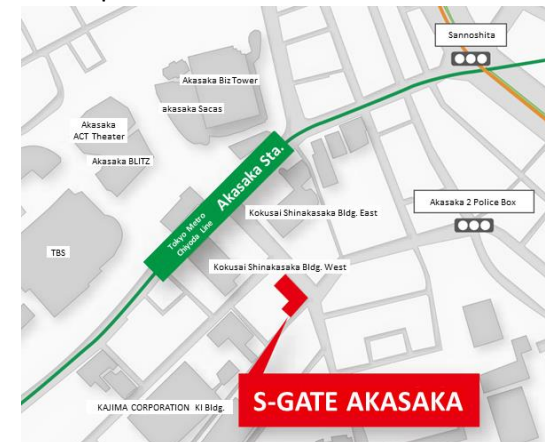 Sannoshita
Akasaka Biz Tower
akasaka Sacas
Akasaka
ACT Theater
Akasaka BLITZ
Akasaka Sta.
Tokyo Metro
Chiyoda Line
Akasaka 2 Police Box
Kokusai Shinakasaka Bldg. East
TBS
Kokusai Shinakasaka Bldg. West
S-GATE AKASAKA
KAJIMA CORPORATION KI Bldg.